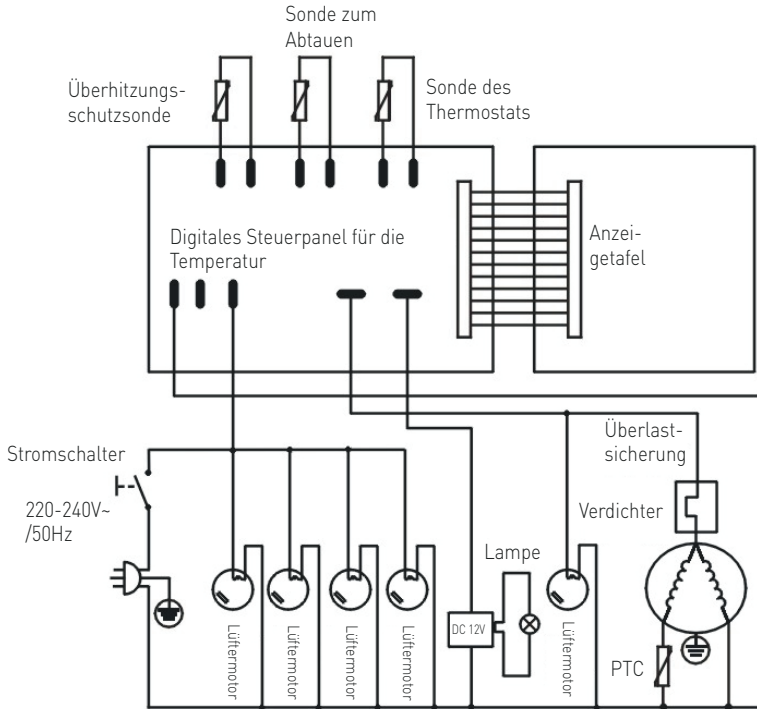 Sonde zum
Abtauen
Überhitzungs-
schutzsonde
Sonde des
Thermostats
Digitales Steuerpanel für die
Temperatur
Anzei-
getafel
Stromschalter
220-240V~
/50Hz
Überlast-
sicherung
Verdichter
Lampe
DC 12V
Lüftermotor
Lüftermotor
Lüftermotor
Lüftermotor
Lüftermotor
PTC